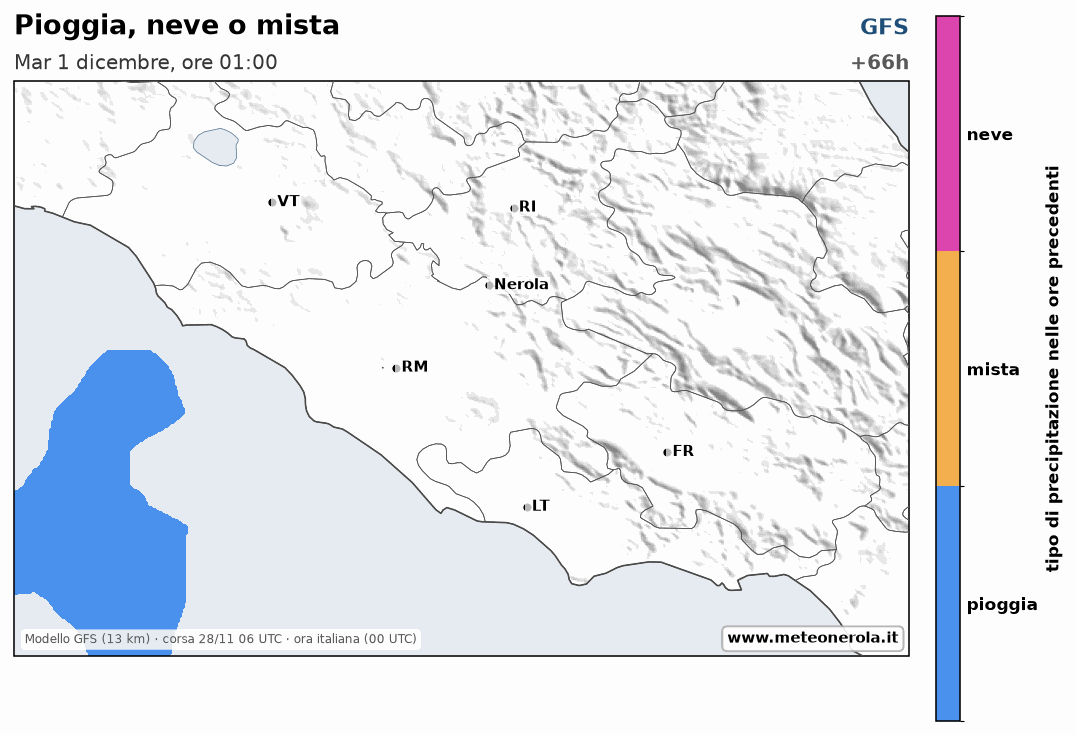 Pioggia, neve o mista
GFS
Mar 1 dicembre, ore 01:00
+66h
neve
VT
RI
Nerola
RM
mista
tipo di precipitazione nelle ore precedenti
FR
LT
pioggia
Modello GFS (13 km) · corsa 28/11 06 UTC · ora italiana (00 UTC)
www.meteonerola.it